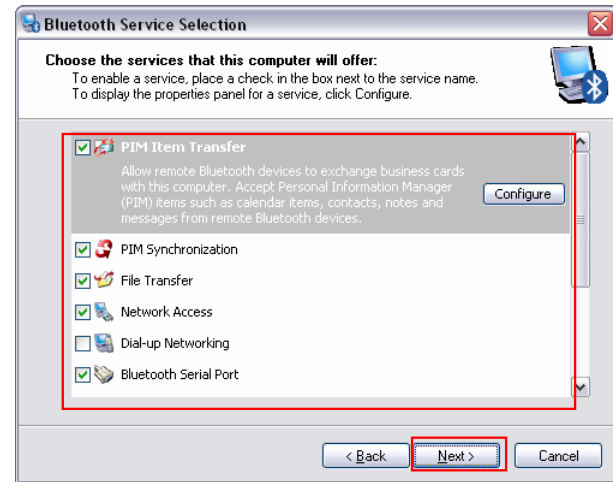 Bluetooth Service Selection
Choose the services that this computer will offer:
To enable a service, place a check in the box next to the service name.
To display the properties panel for a service, click Configure.
PIM Item Transfer
Allow remote Bluetooth devices to exchange business cards
with this computer. Accept Personal Information Manager
(PIM) items such as calendar items, contacts, notes and
messages from remote Bluetooth devices.
Configure
PIM Synchronization
File Transfer
Network Access
Dial-up Networking
Bluetooth Serial Port
< Back Next > Cancel